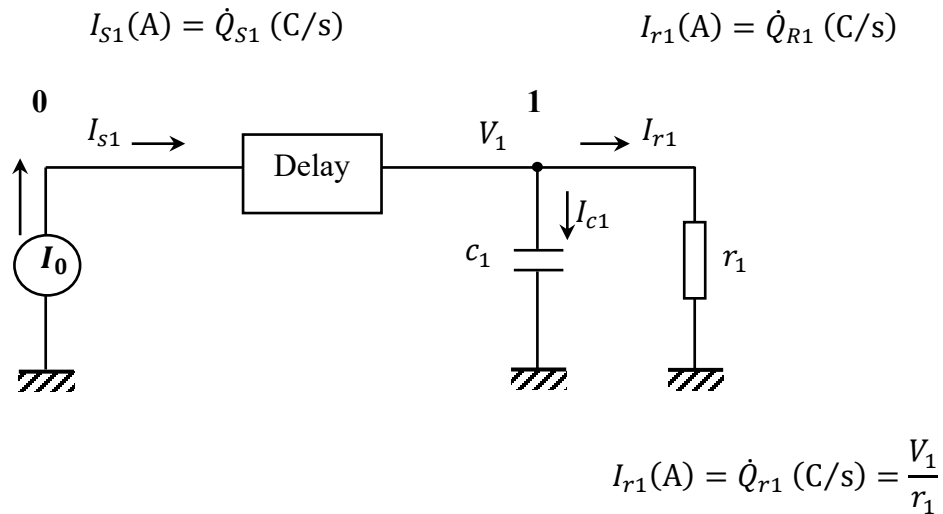 I_{S1}(A) = Q̇_{S1} (C/s)
I_{r1}(A) = Q̇_{R1} (C/s)
0
1
I_{s1}
V_1
I_{r1}
Delay
I_{c1}
I_0
c_1
r_1
I_{r1}(A) = Q̇_{r1} (C/s) = V_1/r_1